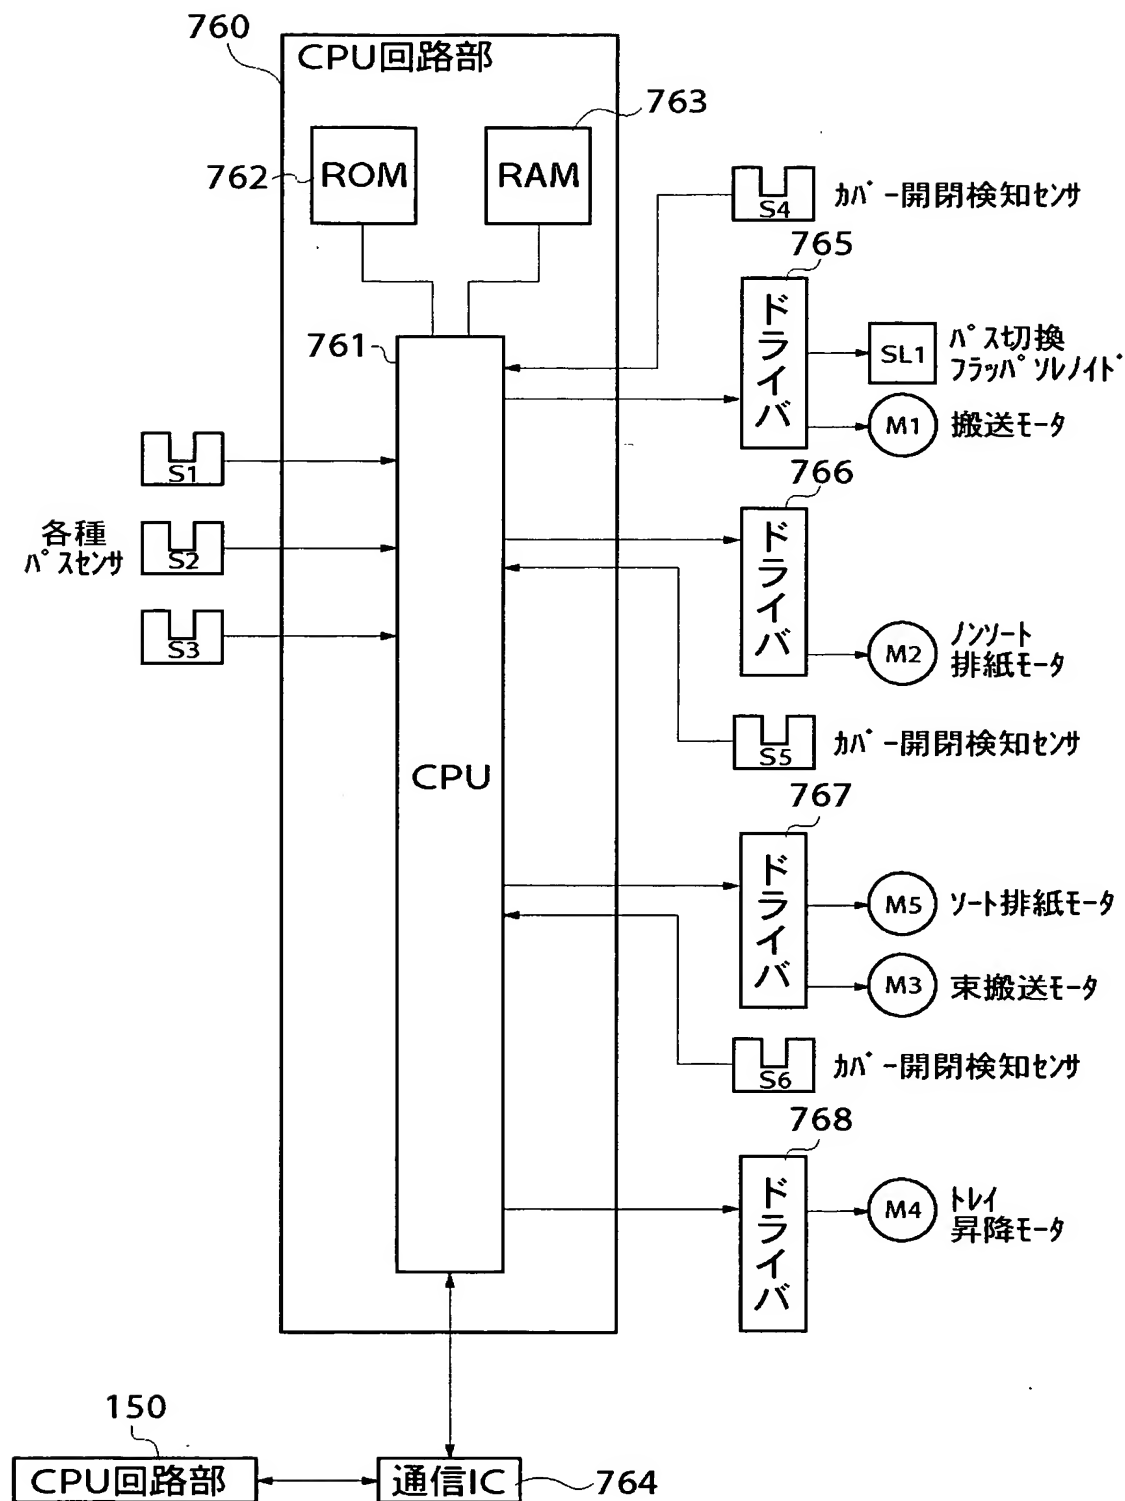 760
CPU回路部
763
762
ROM
RAM
S4
カバー開閉検知センサ
765
ドライバ
761
SL1
パス切換
フラッパソレノイド
M1
搬送モータ
S1
766
各種
パスセンサ
S2
ドライバ
S3
M2
ノンソート
排紙モータ
S5
カバー開閉検知センサ
CPU
767
ドライバ
M5
ソート排紙モータ
M3
束搬送モータ
S6
カバー開閉検知センサ
768
ドライバ
M4
トレイ
昇降モータ
150
CPU回路部
通信IC
764